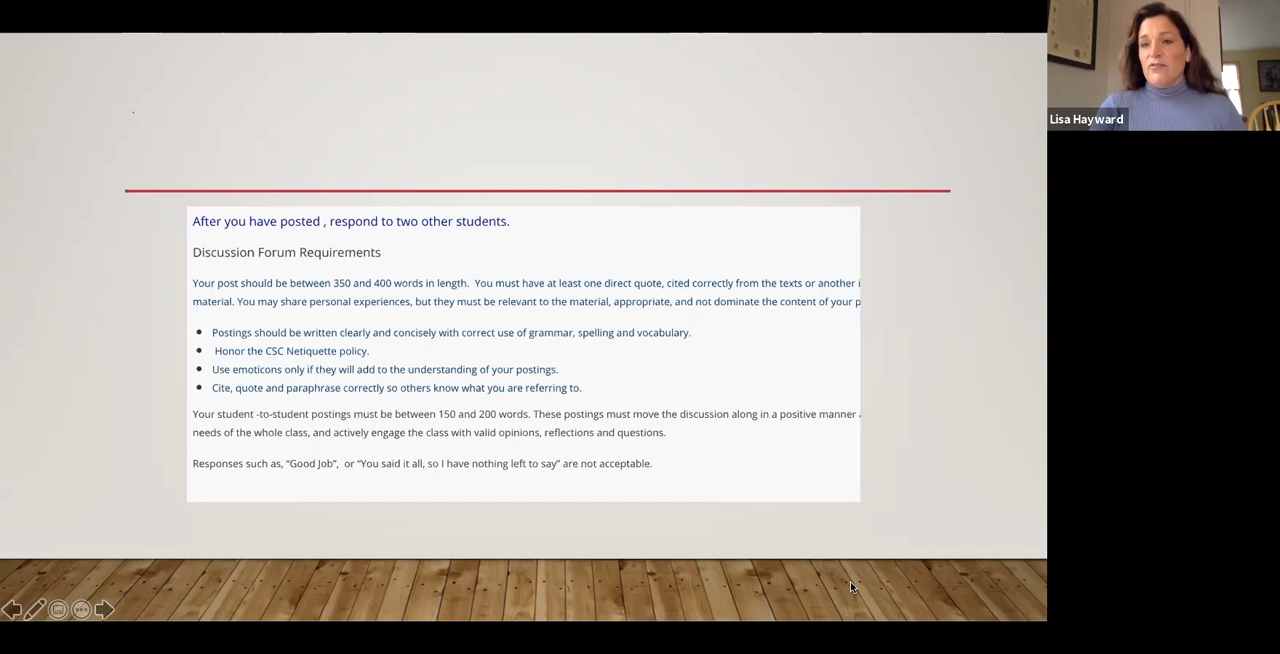 After you have posted , respond to two other students.
Discussion Forum Requirements
Your post should be between 350 and 400 words in length.  You must have at least one direct quote, cited correctly from the texts or another
material. You may share personal experiences, but they must be relevant to the material, appropriate, and not dominate the content of your
Postings should be written clearly and concisely with correct use of grammar, spelling and vocabulary.
Honor the CSC Netiquette policy.
Use emoticons only if they will add to the understanding of your postings.
Cite, quote and paraphrase correctly so others know what you are referring to.
Your student -to-student postings must be between 150 and 200 words. These postings must move the discussion along in a positive manner
needs of the whole class, and actively engage the class with valid opinions, reflections and questions.
Responses such as, “Good Job”,  or “You said it all, so I have nothing left to say” are not acceptable.
Lisa Hayward